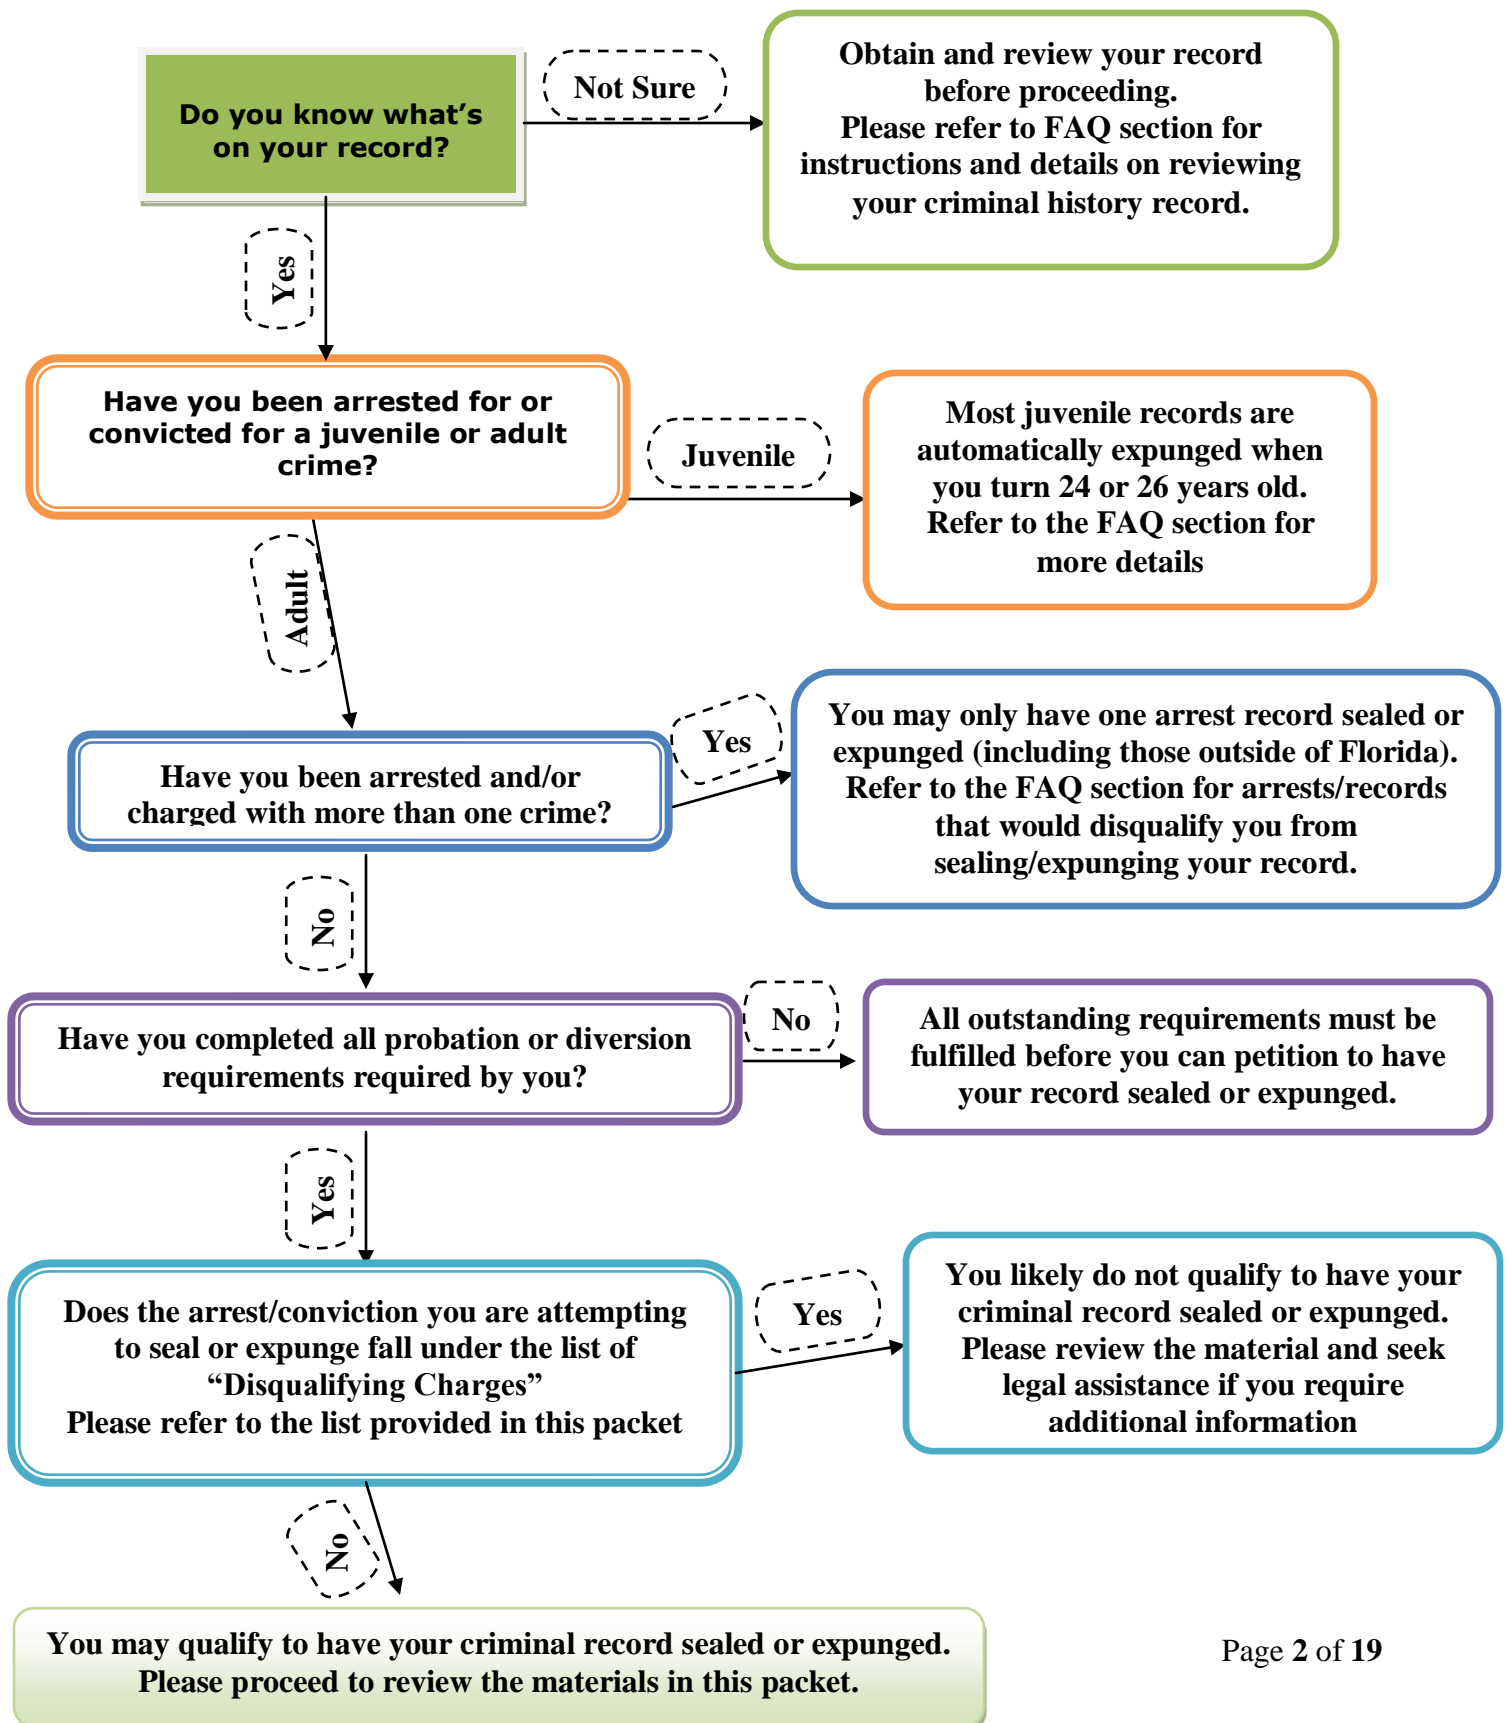 Do you know what's
on your record?
Not Sure
Obtain and review your record
before proceeding.
Please refer to FAQ section for
instructions and details on reviewing
your criminal history record.
Yes
Have you been arrested for or
convicted for a juvenile or adult
crime?
Juvenile
Most juvenile records are
automatically expunged when
you turn 24 or 26 years old.
Refer to the FAQ section for
more details
Adult
Have you been arrested and/or
charged with more than one crime?
Yes
You may only have one arrest record sealed or
expunged (including those outside of Florida).
Refer to the FAQ section for arrests/records
that would disqualify you from
sealing/expunging your record.
No
Have you completed all probation or diversion
requirements required by you?
No
All outstanding requirements must be
fulfilled before you can petition to have
your record sealed or expunged.
Yes
Does the arrest/conviction you are attempting
to seal or expunge fall under the list of
“Disqualifying Charges”
Please refer to the list provided in this packet
Yes
You likely do not qualify to have your
criminal record sealed or expunged.
Please review the material and seek
legal assistance if you require
additional information
No
You may qualify to have your criminal record sealed or expunged.
Please proceed to review the materials in this packet.
Page 2 of 19